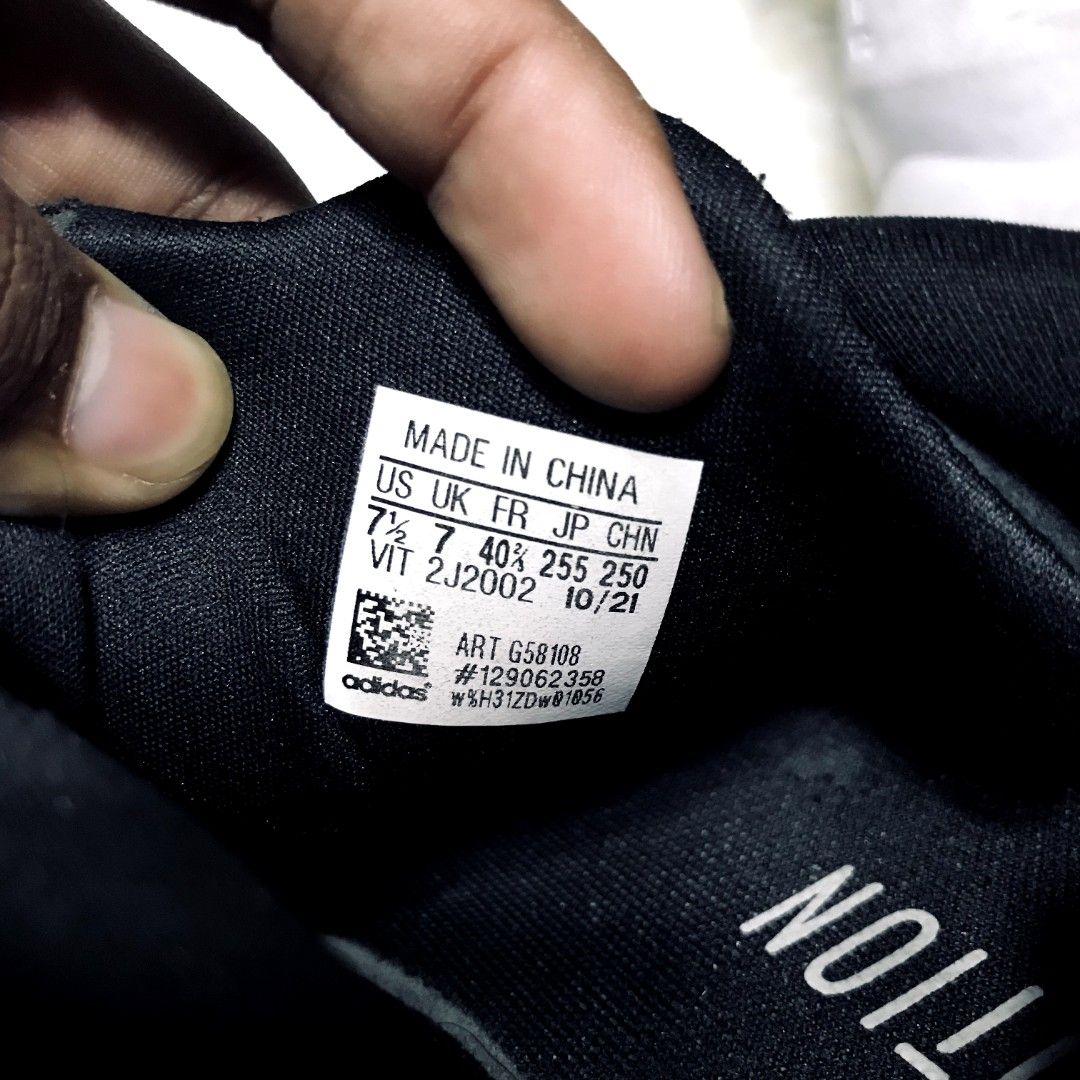 MADE IN CHINA
US UK FR JP CHN
7½ 7 40⅔ 255 250
VIT 2J2002 10/21
ART G58108
#129062358
adidas®
w%H31ZDw01056